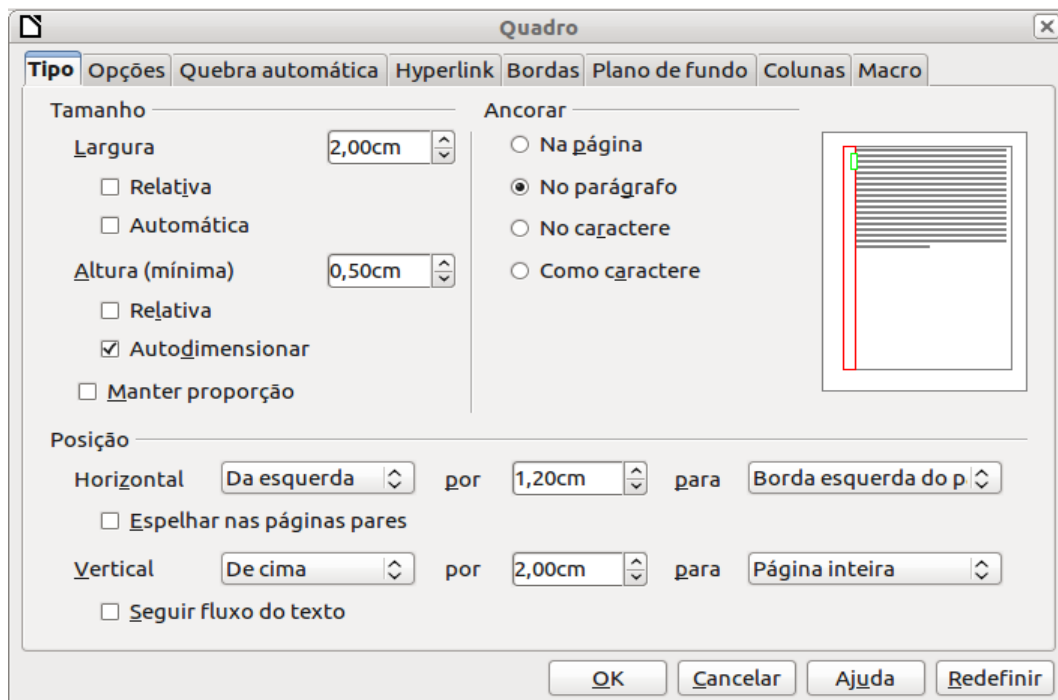 Quadro
Tipo Opções Quebra automática Hyperlink Bordas Plano de fundo Colunas Macro
Tamanho
Largura 2,00cm
Relativa
Automática
Altura (mínima) 0,50cm
Relativa
Autodimensionar
Manter proporção
Ancorar
Na página
No parágrafo
No caractere
Como caractere
Posição
Horizontal Da esquerda por 1,20cm para Borda esquerda do p
Espelhar nas páginas pares
Vertical De cima por 2,00cm para Página inteira
Seguir fluxo do texto
OK Cancelar Ajuda Redefinir